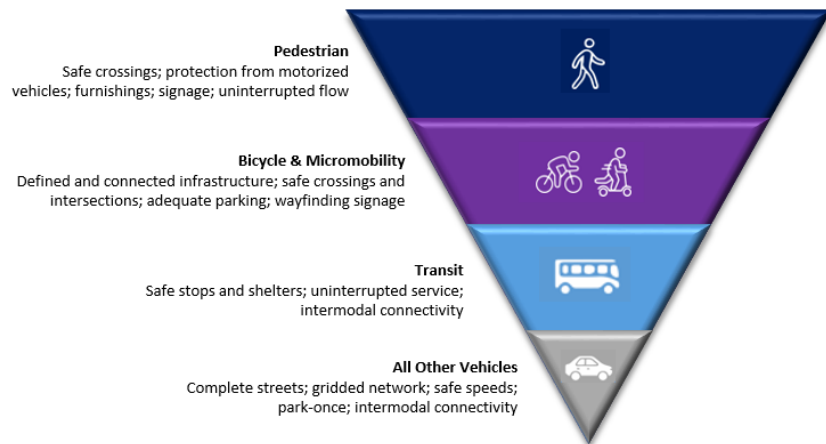 Pedestrian
Safe crossings; protection from motorized
vehicles; furnishings; signage; uninterrupted flow
Bicycle & Micromobility
Defined and connected infrastructure; safe crossings and
intersections; adequate parking; wayfinding signage
Transit
Safe stops and shelters; uninterrupted service;
intermodal connectivity
All Other Vehicles
Complete streets; gridded network; safe speeds;
park-once; intermodal connectivity